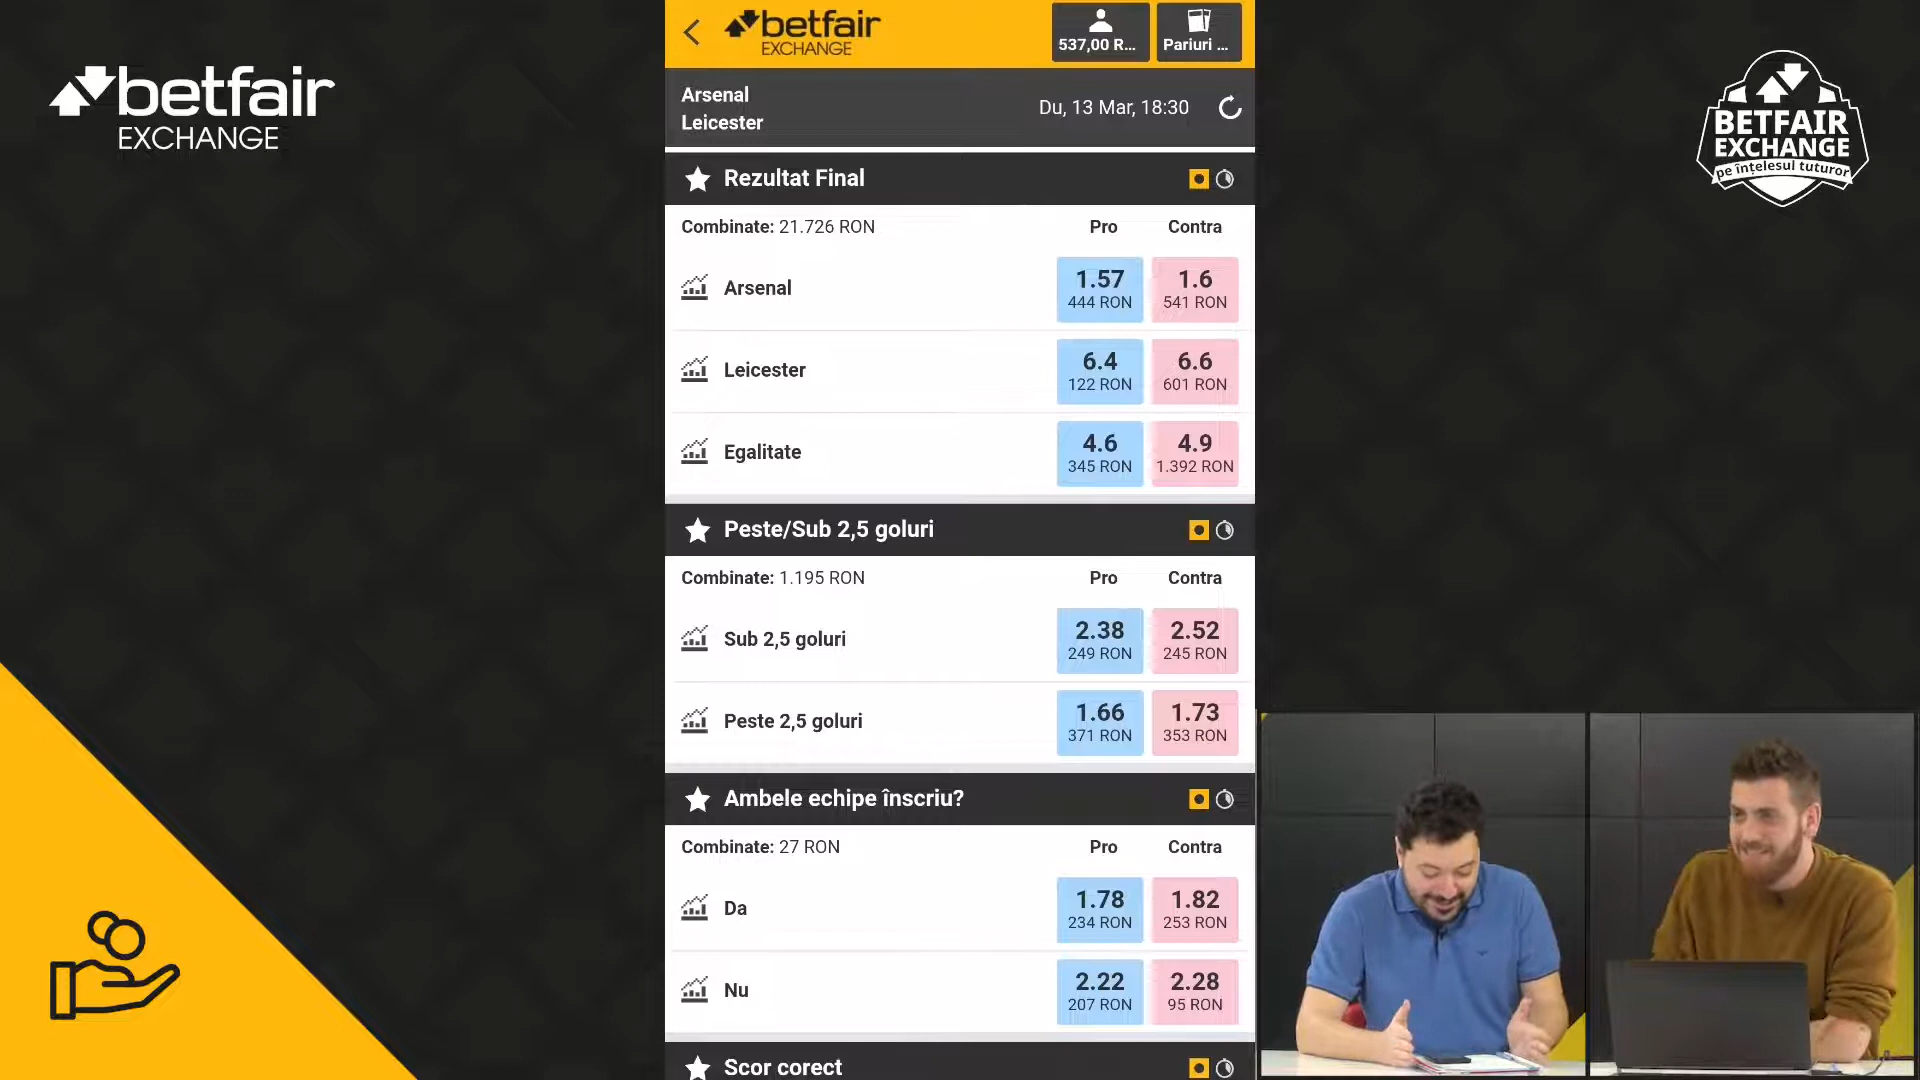 betfair
EXCHANGE
betfair
EXCHANGE
537,00 R...
Pariuri ...
BETFAIR
EXCHANGE
pe înțelesul tuturor
Arsenal
Leicester
Du, 13 Mar, 18:30
Rezultat Final
Combinate: 21.726 RON
Pro
Contra
Arsenal
1.57
444 RON
1.6
541 RON
Leicester
6.4
122 RON
6.6
601 RON
Egalitate
4.6
345 RON
4.9
1.392 RON
Peste/Sub 2,5 goluri
Combinate: 1.195 RON
Pro
Contra
Sub 2,5 goluri
2.38
249 RON
2.52
245 RON
Peste 2,5 goluri
1.66
371 RON
1.73
353 RON
Ambele echipe înscriu?
Combinate: 27 RON
Pro
Contra
Da
1.78
234 RON
1.82
253 RON
Nu
2.22
207 RON
2.28
95 RON
Scor corect